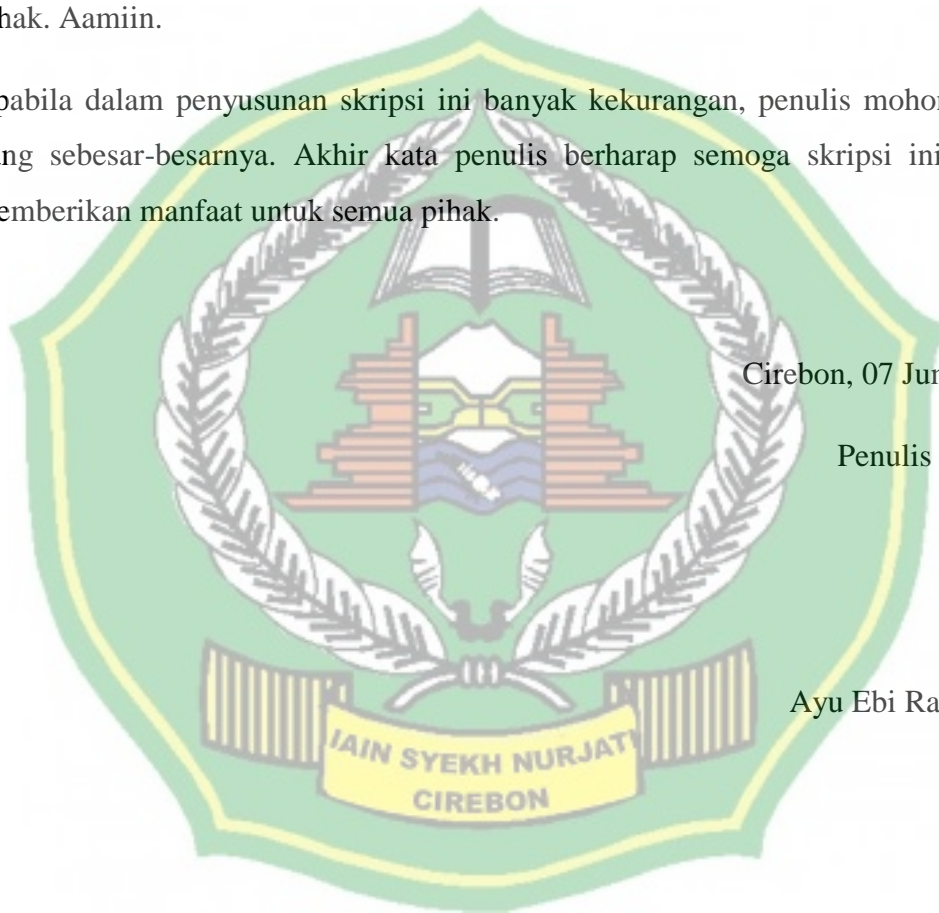 hak. Aamiin.
pabila dalam penyusunan skripsi ini banyak kekurangan, penulis mohon
ng sebesar-besarnya. Akhir kata penulis berharap semoga skripsi ini
emberikan manfaat untuk semua pihak.
Cirebon, 07 Jun
Penulis
Ayu Ebi Ra
IAIN SYEKH NURJATI
CIREBON